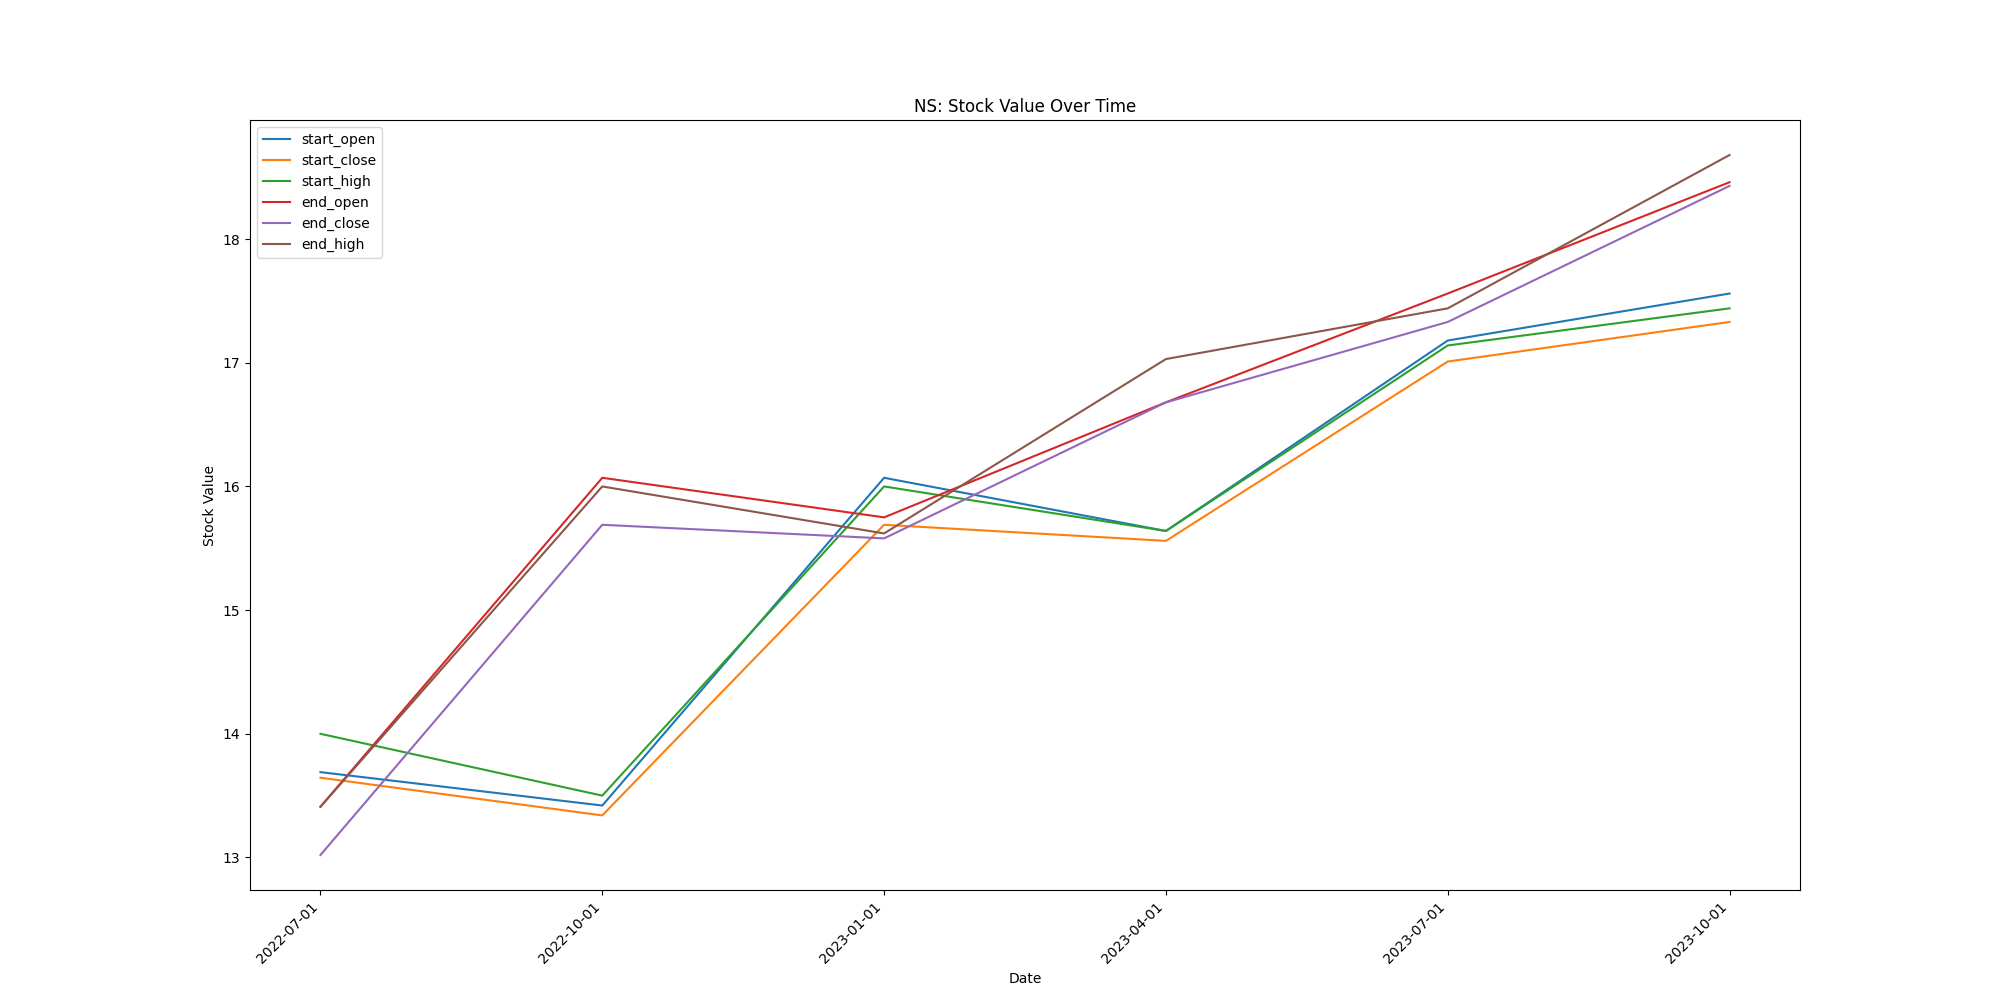 NS: Stock Value Over Time
start_open
start_close
start_high
end_open
end_close
end_high
Stock Value
18
17
16
15
14
13
2022-07-01
2022-10-01
2023-01-01
2023-04-01
2023-07-01
2023-10-01
Date